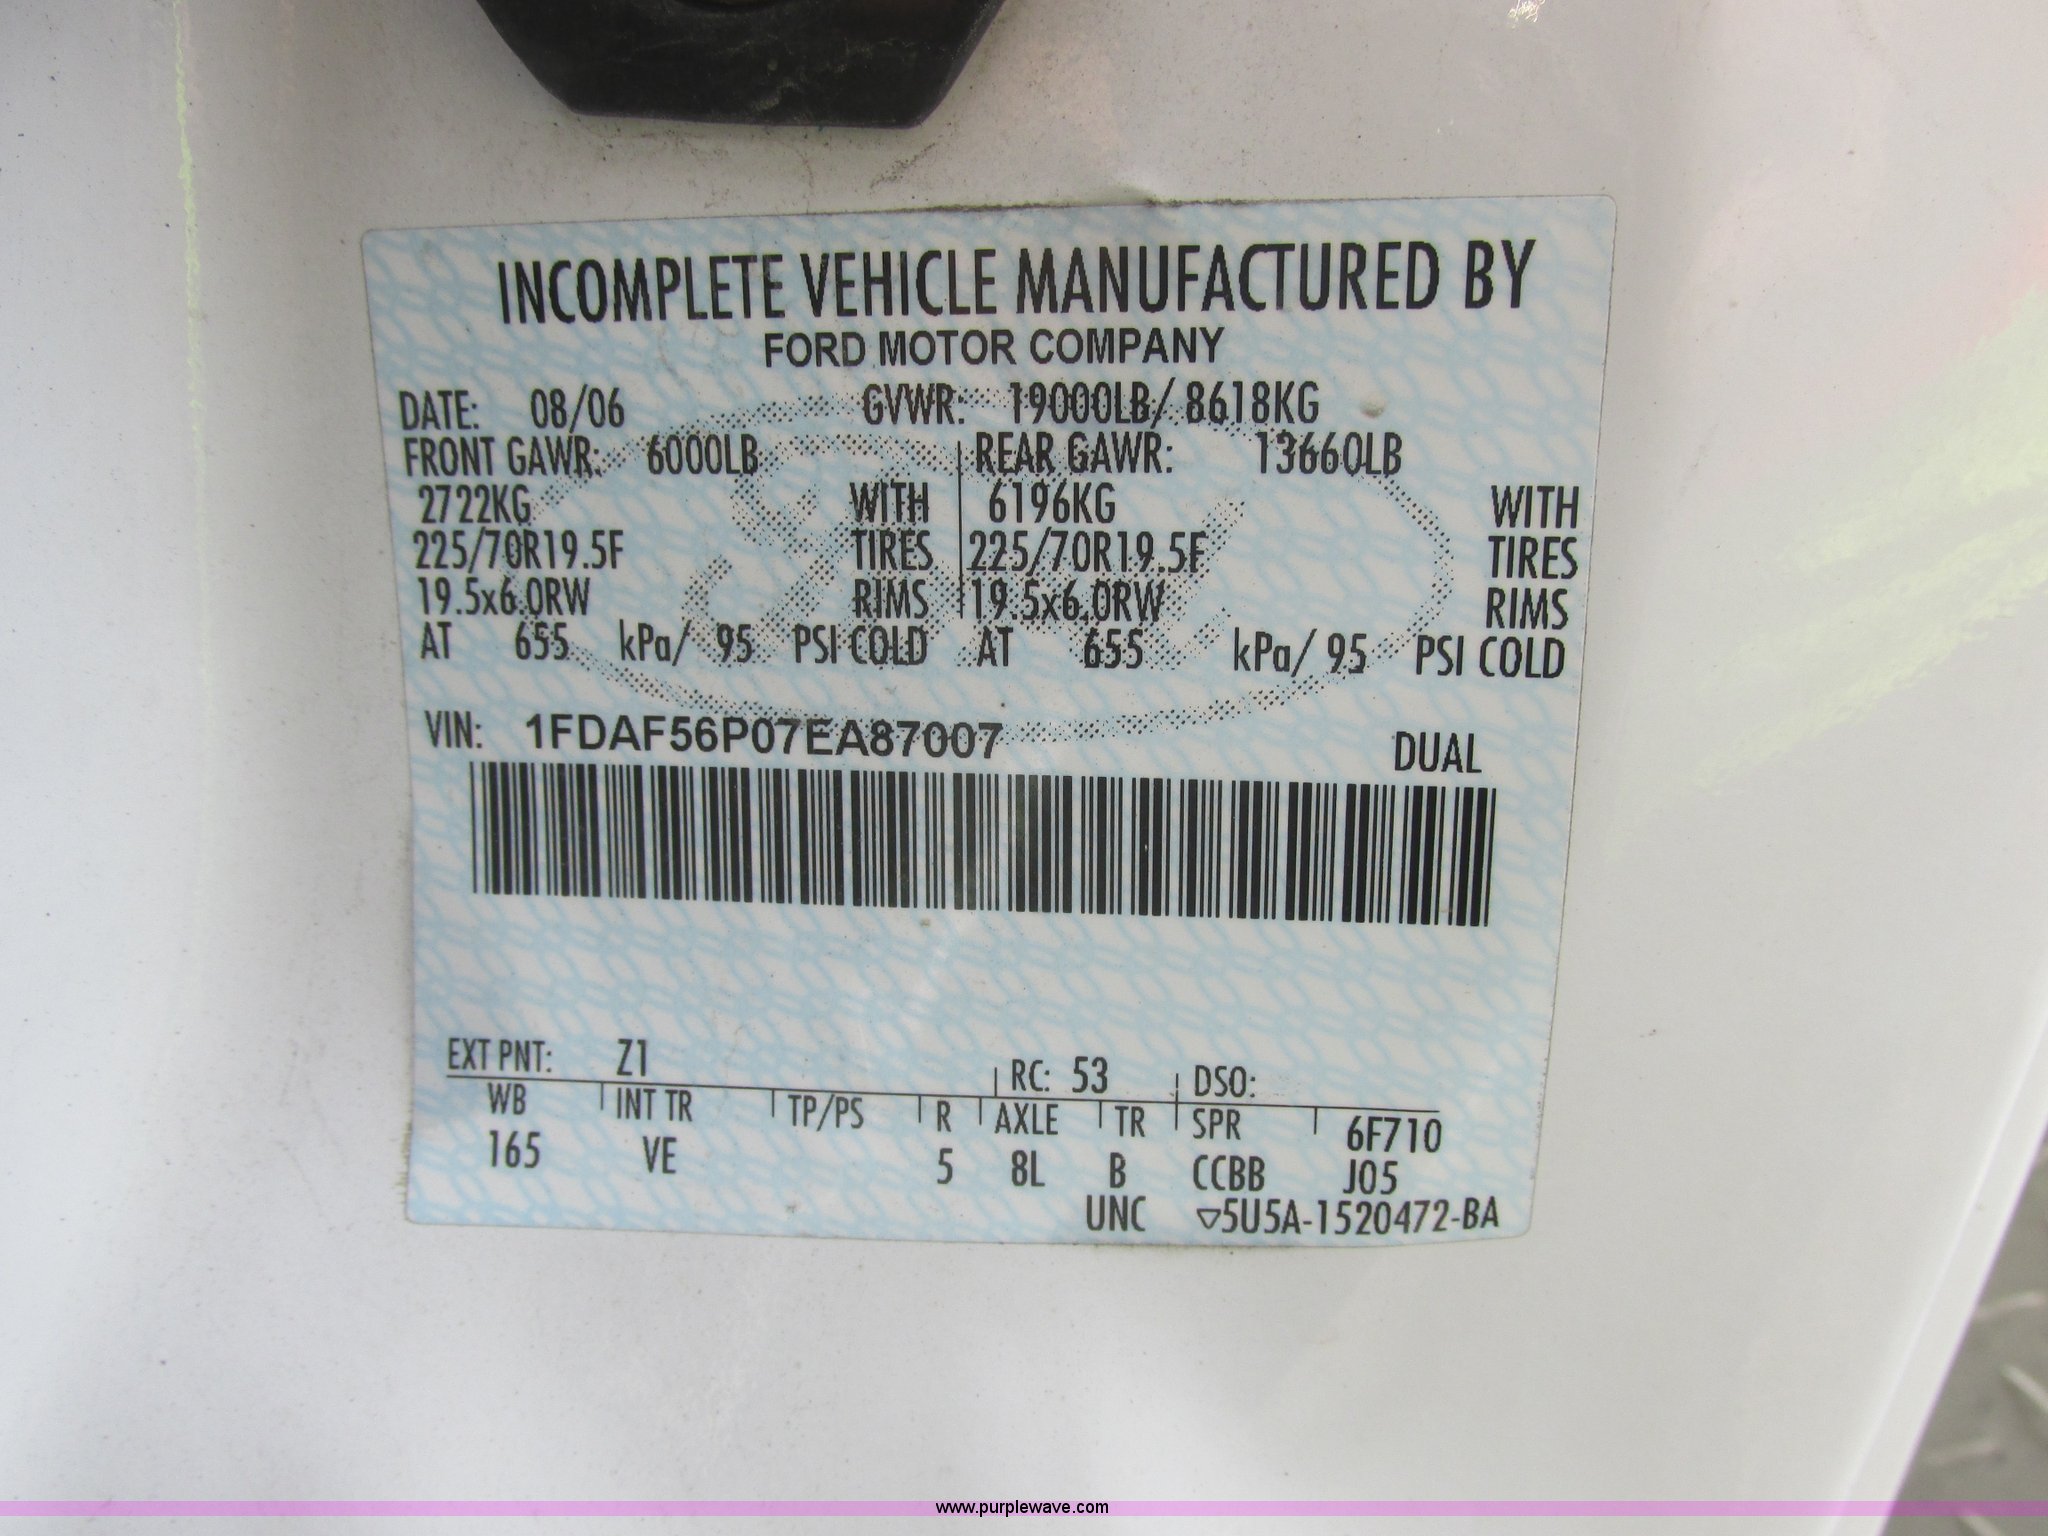 INCOMPLETE VEHICLE MANUFACTURED BY
FORD MOTOR COMPANY
DATE: 08/06 GVWR: 19000LB/ 8618KG
FRONT GAWR: 6000LB REAR GAWR: 13660LB
2722KG WITH 6196KG WITH
225/70R19.5F TIRES 225/70R19.5F TIRES
19.5x6.0RW RIMS 19.5x6.0RW RIMS
AT 655 kPa/ 95 PSI COLD AT 655 kPa/ 95 PSI COLD
VIN: 1FDAF56P07EA87007 DUAL
EXT PNT: Z1 RC: 53 DSO:
WB INT TR TP/PS R AXLE TR SPR 6F710
165 VE 5 8L B CCBB J05
UNC ▽5U5A-1520472-BA
www.purplewave.com